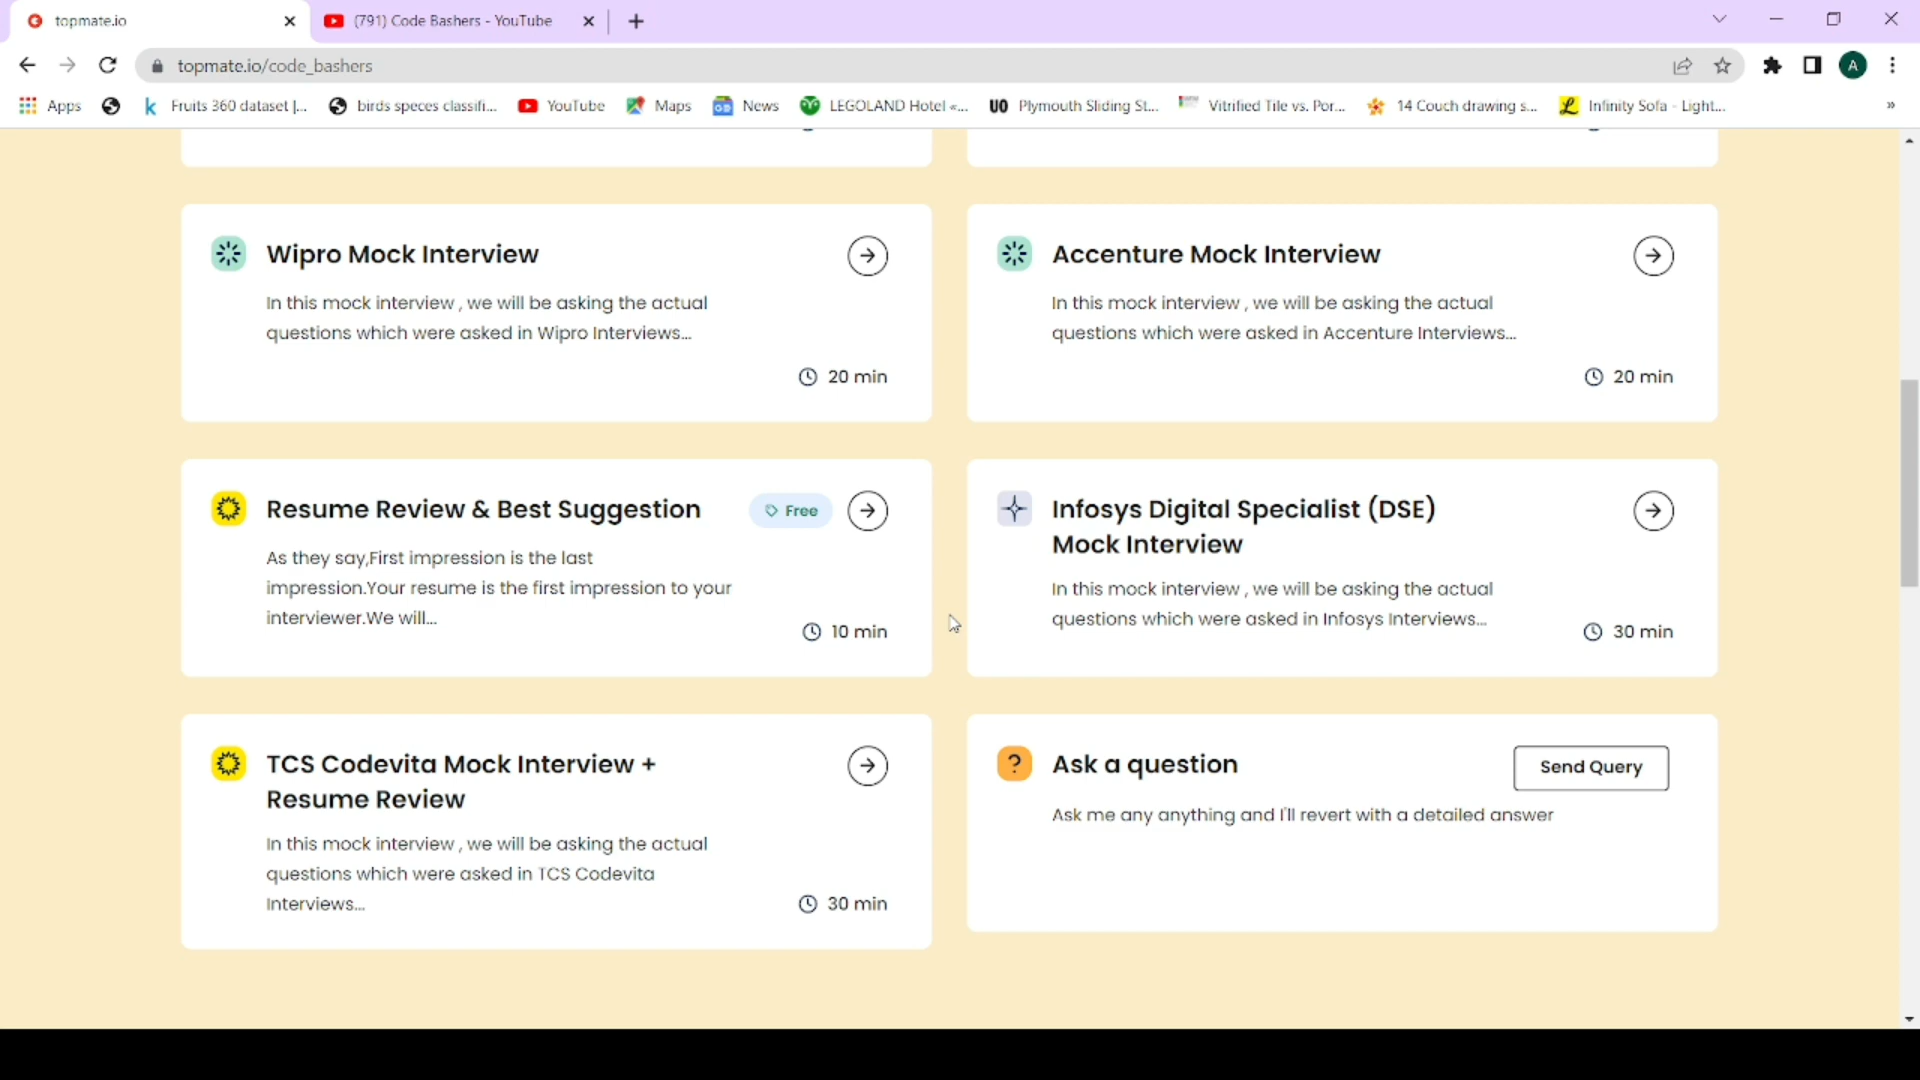 topmate.io
(791) Code Bashers - YouTube
topmate.io/code_bashers
A
Apps
Fruits 360 dataset |...
birds speces classifi...
YouTube
Maps
News
LEGOLAND Hotel «...
UO Plymouth Sliding St...
Vitrified Tile vs. Por...
14 Couch drawing s...
Infinity Sofa - Light...
»
Wipro Mock Interview
In this mock interview , we will be asking the actual
questions which were asked in Wipro Interviews...
20 min
Accenture Mock Interview
In this mock interview , we will be asking the actual
questions which were asked in Accenture Interviews...
20 min
Resume Review & Best Suggestion
Free
As they say,First impression is the last
impression.Your resume is the first impression to your
interviewer.We will...
10 min
Infosys Digital Specialist (DSE)
Mock Interview
In this mock interview , we will be asking the actual
questions which were asked in Infosys Interviews...
30 min
TCS Codevita Mock Interview +
Resume Review
In this mock interview , we will be asking the actual
questions which were asked in TCS Codevita
Interviews...
30 min
? Ask a question
Send Query
Ask me any anything and I'll revert with a detailed answer